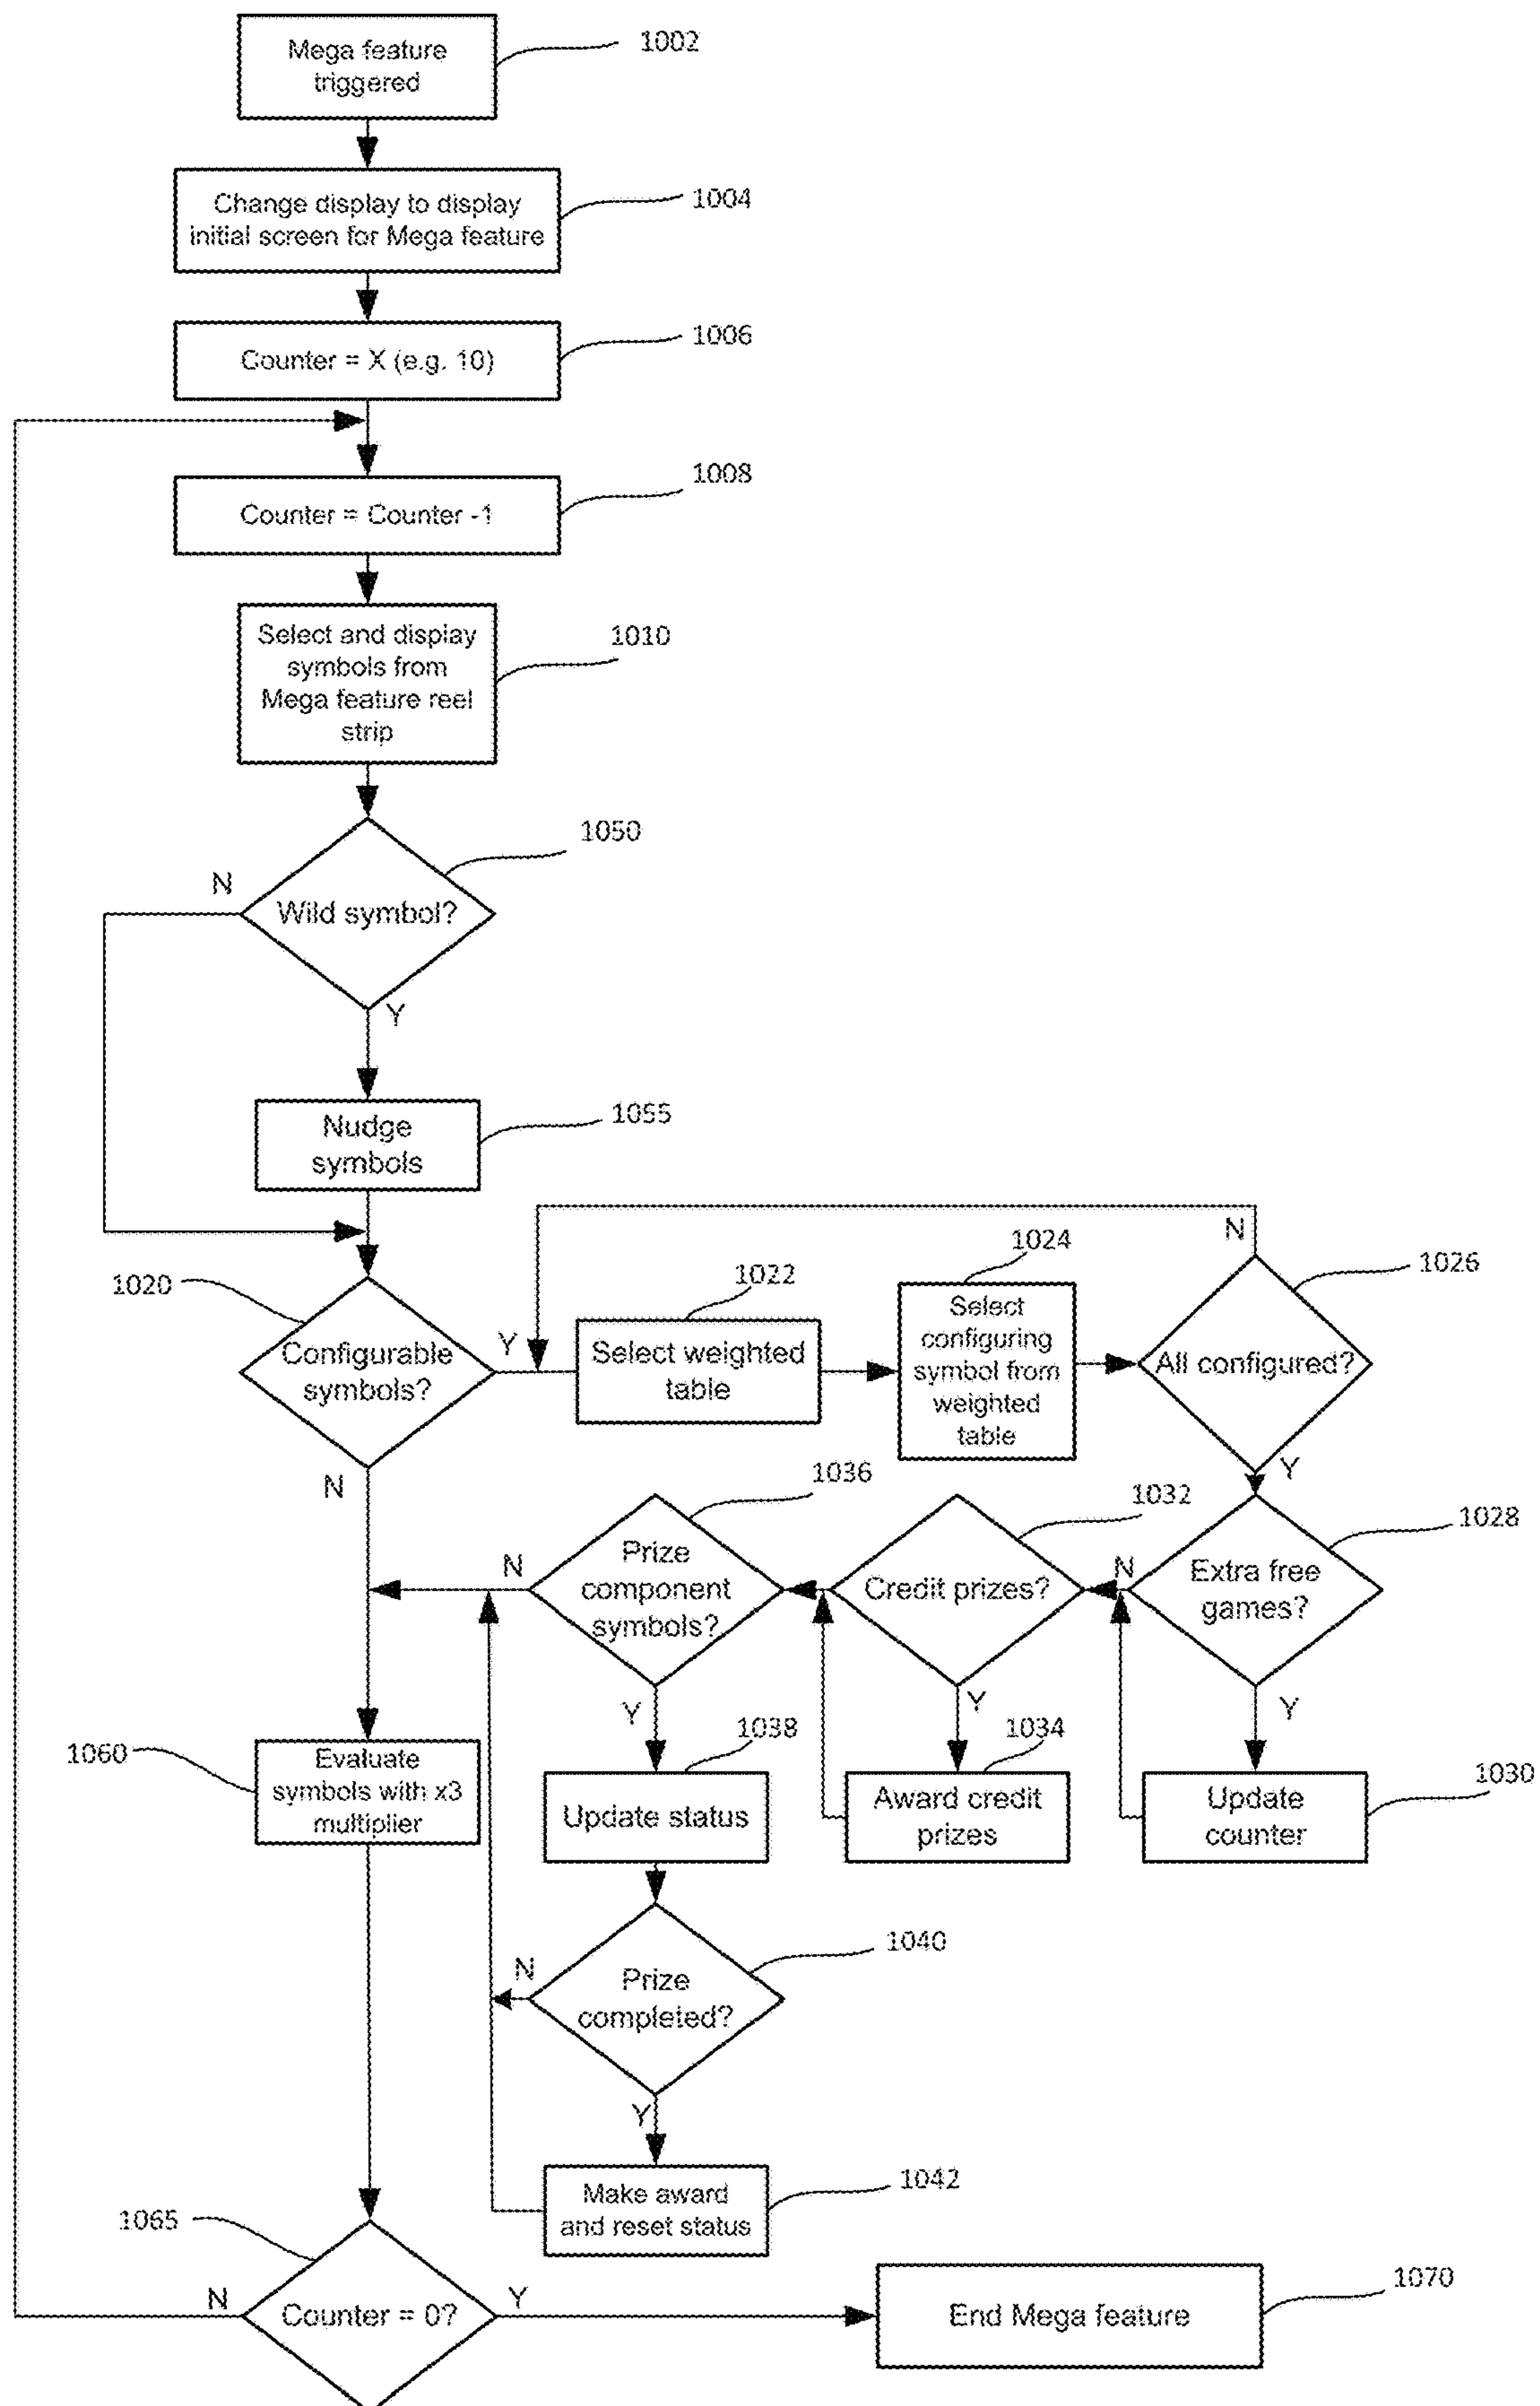 Mega feature
triggered
1002
Change display to display
initial screen for Mega feature
1004
Counter = X (e.g. 10)
1006
Counter = Counter -1
1008
Select and display
symbols from
Mega feature reel
strip
1010
Wild symbol?
1050
N
Y
Nudge
symbols
1055
Configurable
symbols?
1020
Y
N
Select weighted
table
1022
Select
configuring
symbol from
weighted
table
1024
All configured?
1026
N
Y
Extra free
games?
1028
N
Y
Update
counter
1030
Credit prizes?
1032
Y
Award credit
prizes
1034
Prize
component
symbols?
1036
N
Y
Update status
1038
Prize
completed?
1040
N
Y
Make award
and reset status
1042
Evaluate
symbols with x3
multiplier
1060
Counter = 0?
1065
N
Y
End Mega feature
1070